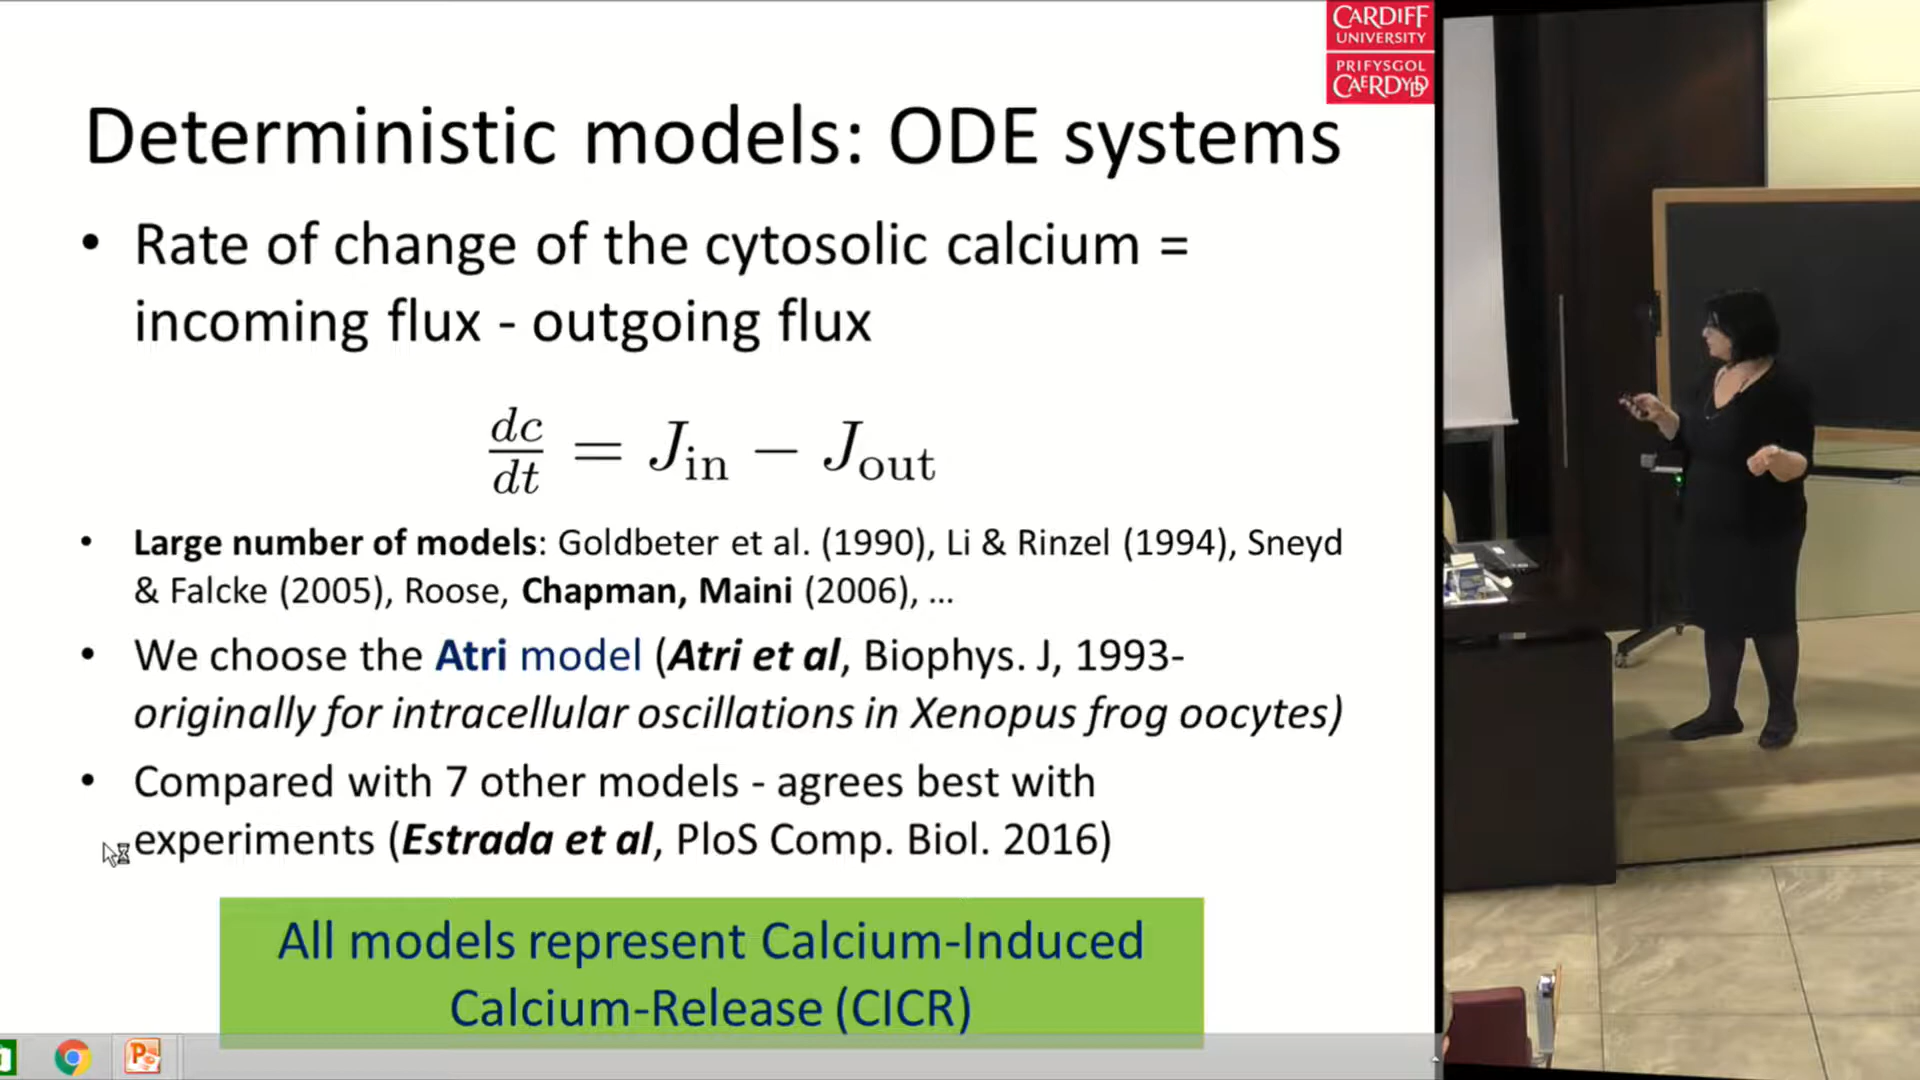 CARDIFF
UNIVERSITY
PRIFYSGOL
CAERDYDD
Deterministic models: ODE systems
• Rate of change of the cytosolic calcium =
incoming flux - outgoing flux
dc/dt = J_in − J_out
• Large number of models: Goldbeter et al. (1990), Li & Rinzel (1994), Sneyd
& Falcke (2005), Roose, Chapman, Maini (2006), ...
• We choose the Atri model (Atri et al, Biophys. J, 1993-
originally for intracellular oscillations in Xenopus frog oocytes)
• Compared with 7 other models - agrees best with
experiments (Estrada et al, PloS Comp. Biol. 2016)
All models represent Calcium-Induced
Calcium-Release (CICR)